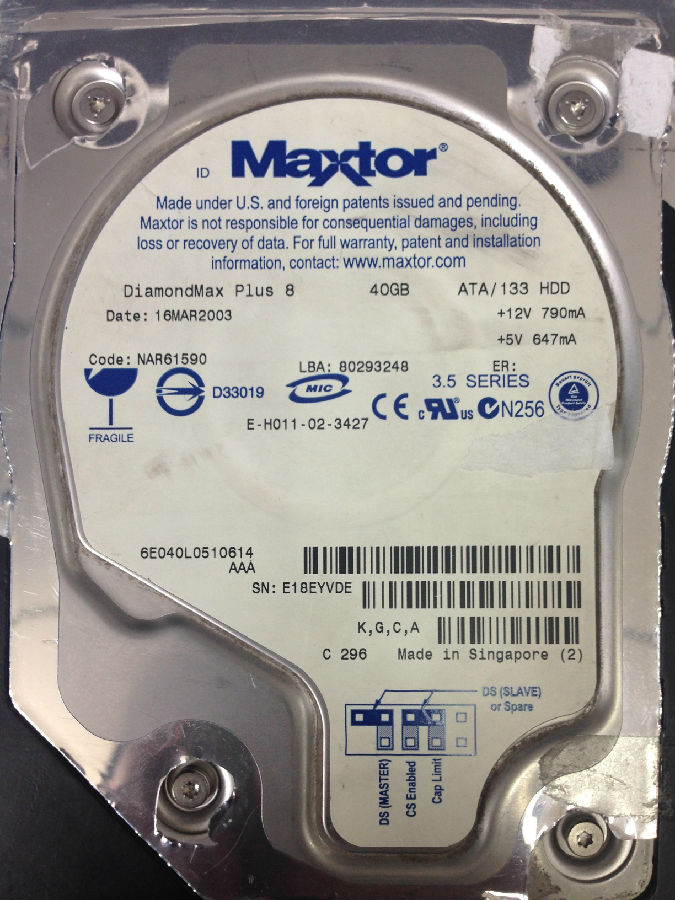 ID Maxtor®
Made under U.S. and foreign patents issued and pending.
Maxtor is not responsible for consequential damages, including
loss or recovery of data. For full warranty, patent and installation
information, contact: www.maxtor.com
DiamondMax Plus 8 40GB ATA/133 HDD
Date: 16MAR2003 +12V 790mA
+5V 647mA
Code: NAR61590 LBA: 80293248 ER:
FRAGILE
D33019
MIC
E-H011-02-3427
3.5 SERIES
CE c RU us N256
6E040L0510614
AAA
SN: E18EYVDE
K,G,C,A
C 296 Made in Singapore (2)
DS (SLAVE)
or Spare
DS (MASTER)
CS Enabled
Cap Limit